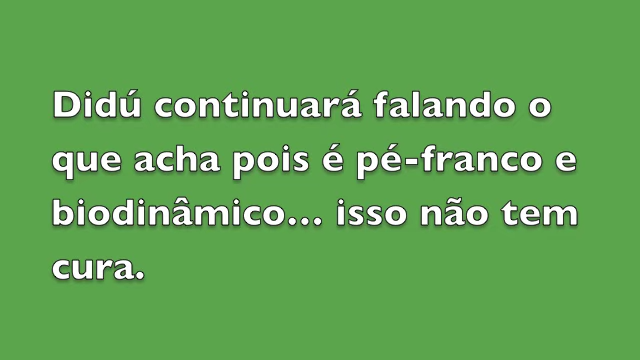 Didú continuará falando o
que acha pois é pé-franco e
biodinâmico... isso não tem
cura.